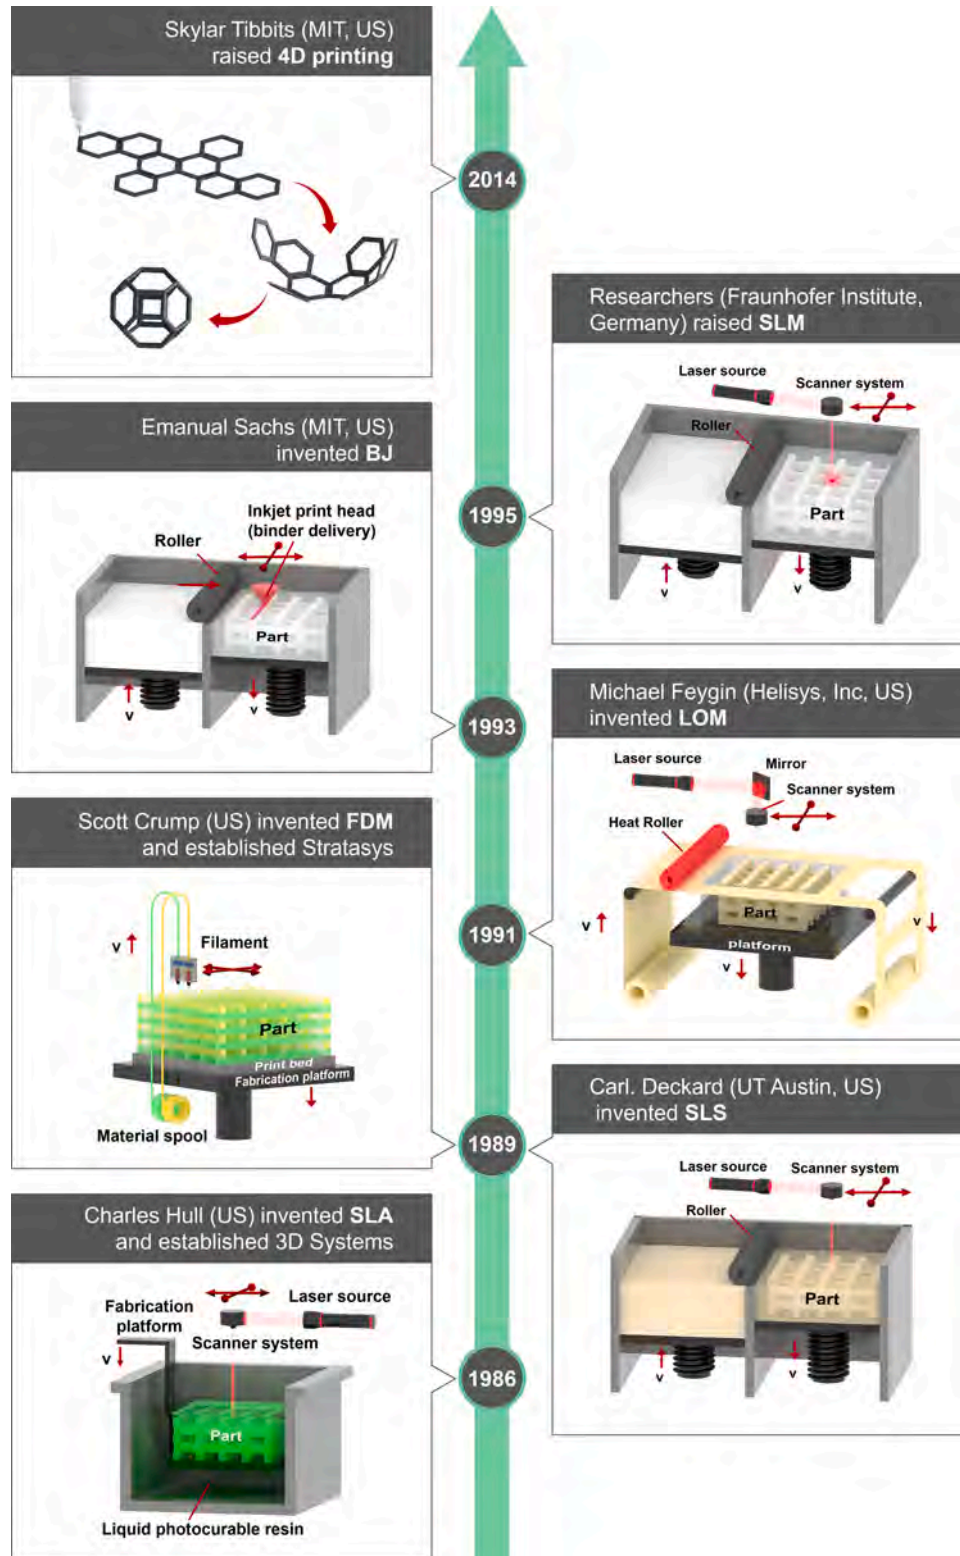 Skylar Tibbits (MIT, US)
raised 4D printing
2014
Researchers (Fraunhofer Institute,
Germany) raised SLM
Laser source
Scanner system
Roller
Part
v
v
1995
Emanual Sachs (MIT, US)
invented BJ
Inkjet print head
(binder delivery)
Roller
Part
v
v
1993
Michael Feygin (Helisys, Inc, US)
invented LOM
Laser source
Mirror
Scanner system
Heat Roller
Part
platform
v
v
v
1991
Scott Crump (US) invented FDM
and established Stratasys
v
Filament
Part
Print bed
Fabrication platform
Material spool
1989
Carl. Deckard (UT Austin, US)
invented SLS
Laser source
Scanner system
Roller
Part
v
v
Charles Hull (US) invented SLA
and established 3D Systems
Laser source
Fabrication
platform
Scanner system
v
Part
Liquid photocurable resin
1986